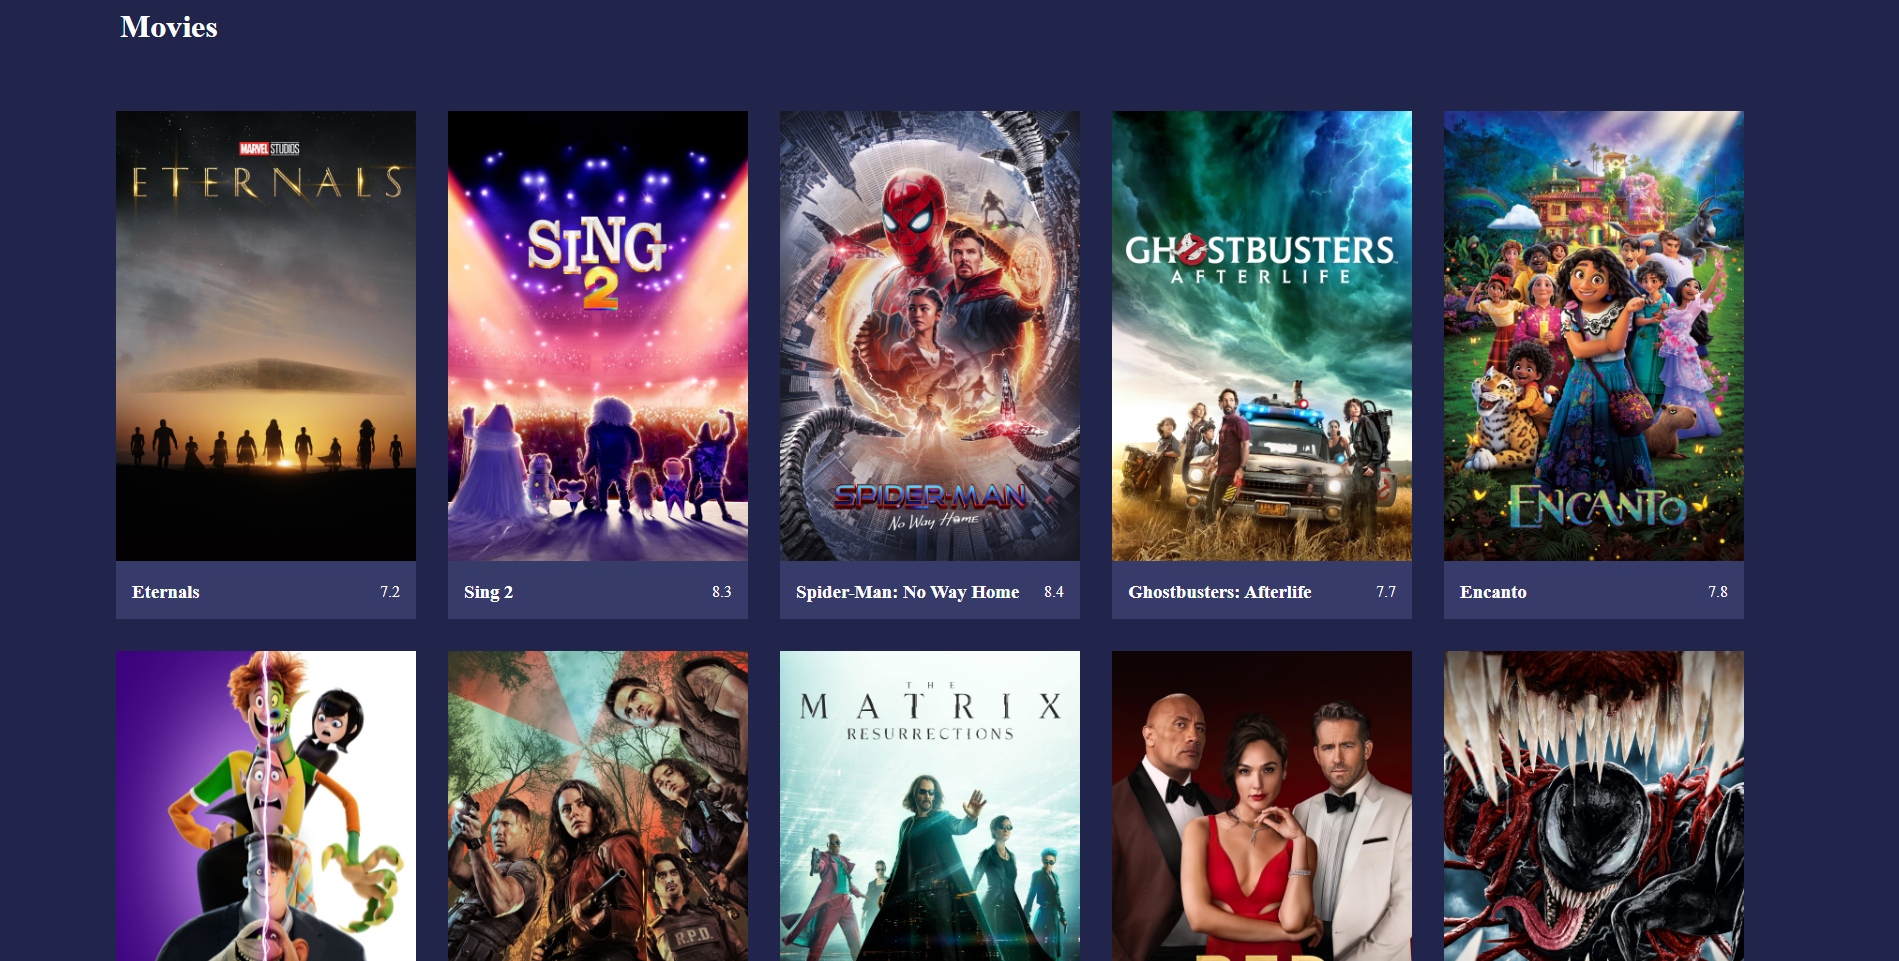 Movies
MARVEL STUDIOS
ETERNALS
SING
2
SPIDER-MAN
No Way Home
GHOSTBUSTERS
AFTERLIFE
ENCANTO
Eternals 7.2
Sing 2 8.3
Spider-Man: No Way Home 8.4
Ghostbusters: Afterlife 7.7
Encanto 7.8
THE
MATRIX
RESURRECTIONS
R.P.D.
RED